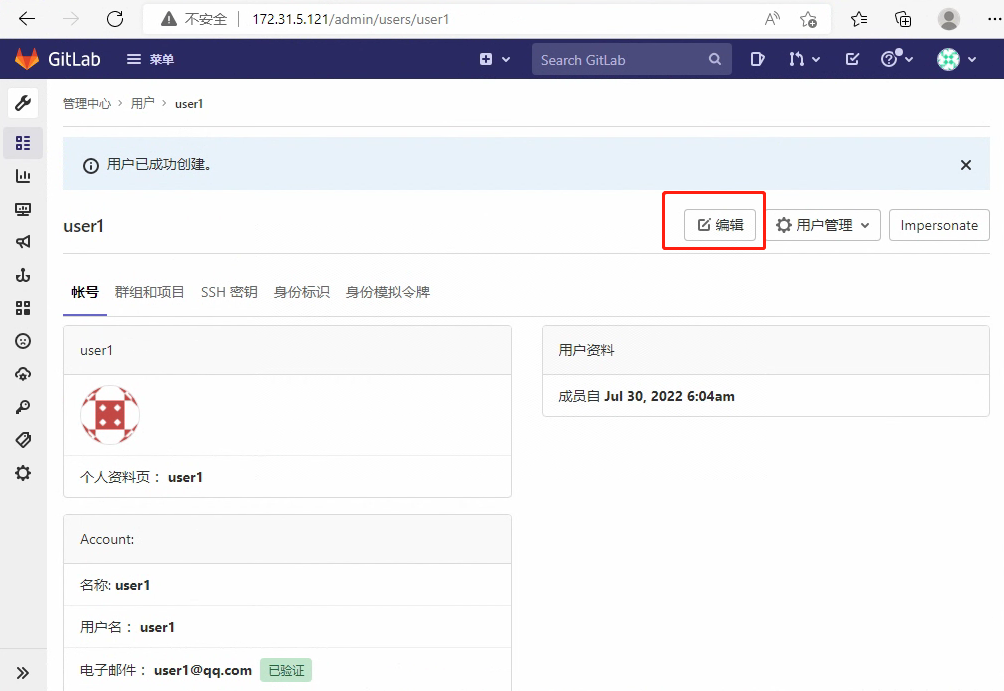 不安全 172.31.5.121/admin/users/user1
GitLab 菜单 Search GitLab
管理中心 > 用户 > user1
用户已成功创建。
user1 编辑 用户管理 Impersonate
帐号 群组和项目 SSH 密钥 身份标识 身份模拟令牌
user1
个人资料页： user1
Account:
名称: user1
用户名： user1
电子邮件： user1@qq.com 已验证
用户资料
成员自 Jul 30, 2022 6:04am